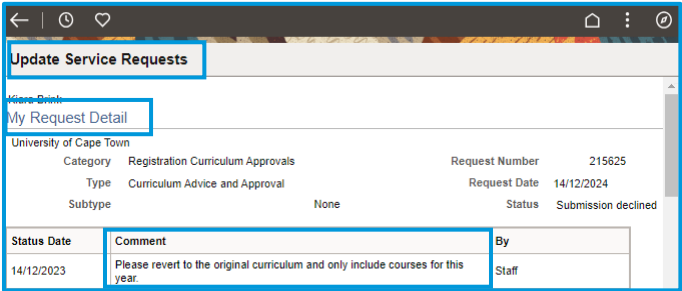 Update Service Requests
Kiara Brink
My Request Detail
University of Cape Town
Category Registration Curriculum Approvals Request Number 215625
Type Curriculum Advice and Approval Request Date 14/12/2024
Subtype None Status Submission declined
Status Date Comment By
14/12/2023 Please revert to the original curriculum and only include courses for this year. Staff